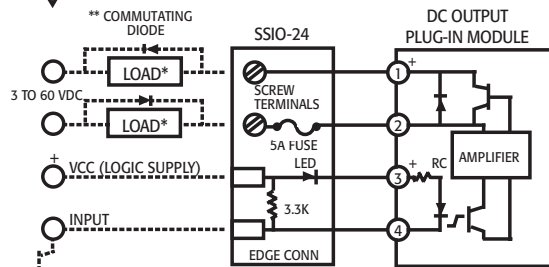 ** COMMUTATING
DIODE
LOAD*
3 TO 60 VDC
LOAD*
+
VCC (LOGIC SUPPLY)
INPUT
SSIO-24
SCREW
TERMINALS
5A FUSE
LED
3.3K
EDGE CONN
DC OUTPUT
PLUG-IN MODULE
1
+
2
3
+
RC
4
AMPLIFIER